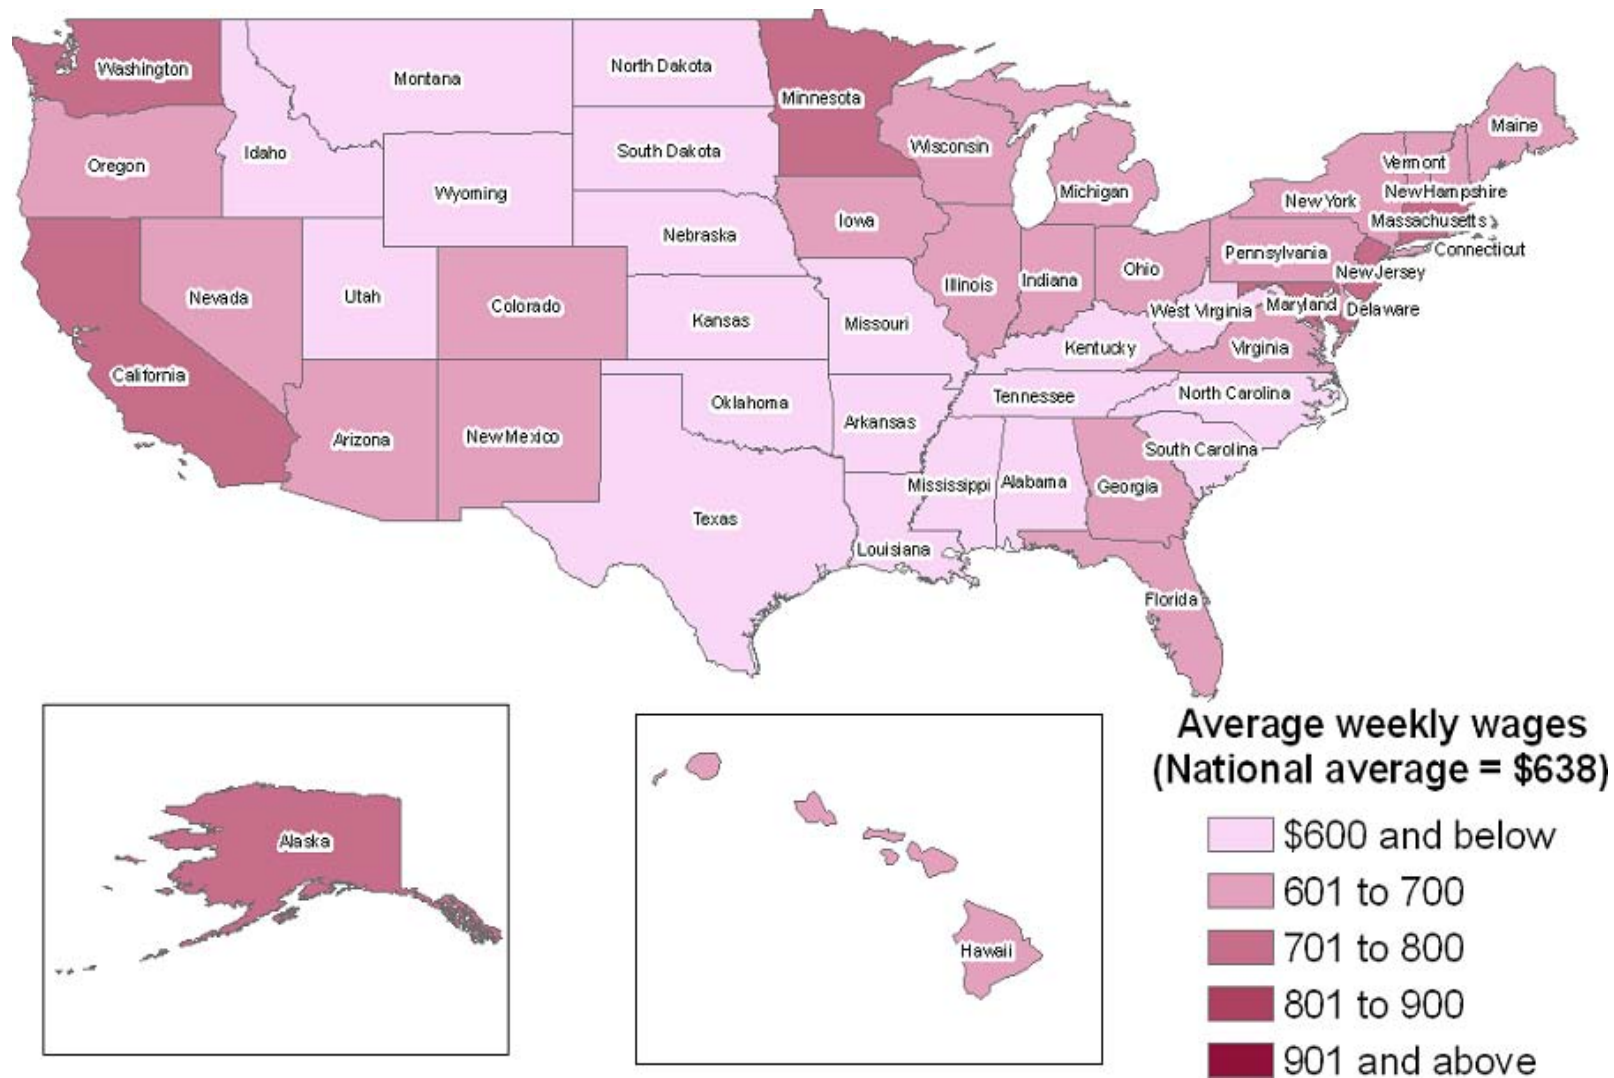 Washington
Montana
North Dakota
Minnesota
Maine
Oregon
Idaho
Wyoming
South Dakota
Wisconsin
Michigan
Vermont
New Hampshire
New York
Massachusetts
Iowa
Nebraska
Connecticut
Pennsylvania
New Jersey
Nevada
Utah
Colorado
Illinois
Indiana
Ohio
Kansas
Missouri
West Virginia
Maryland
Delaware
Kentucky
Virginia
California
Oklahoma
Tennessee
North Carolina
Arizona
New Mexico
Arkansas
South Carolina
Mississippi
Alabama
Georgia
Texas
Louisiana
Florida
Alaska
Hawaii
Average weekly wages
(National average = $638)
$600 and below
601 to 700
701 to 800
801 to 900
901 and above